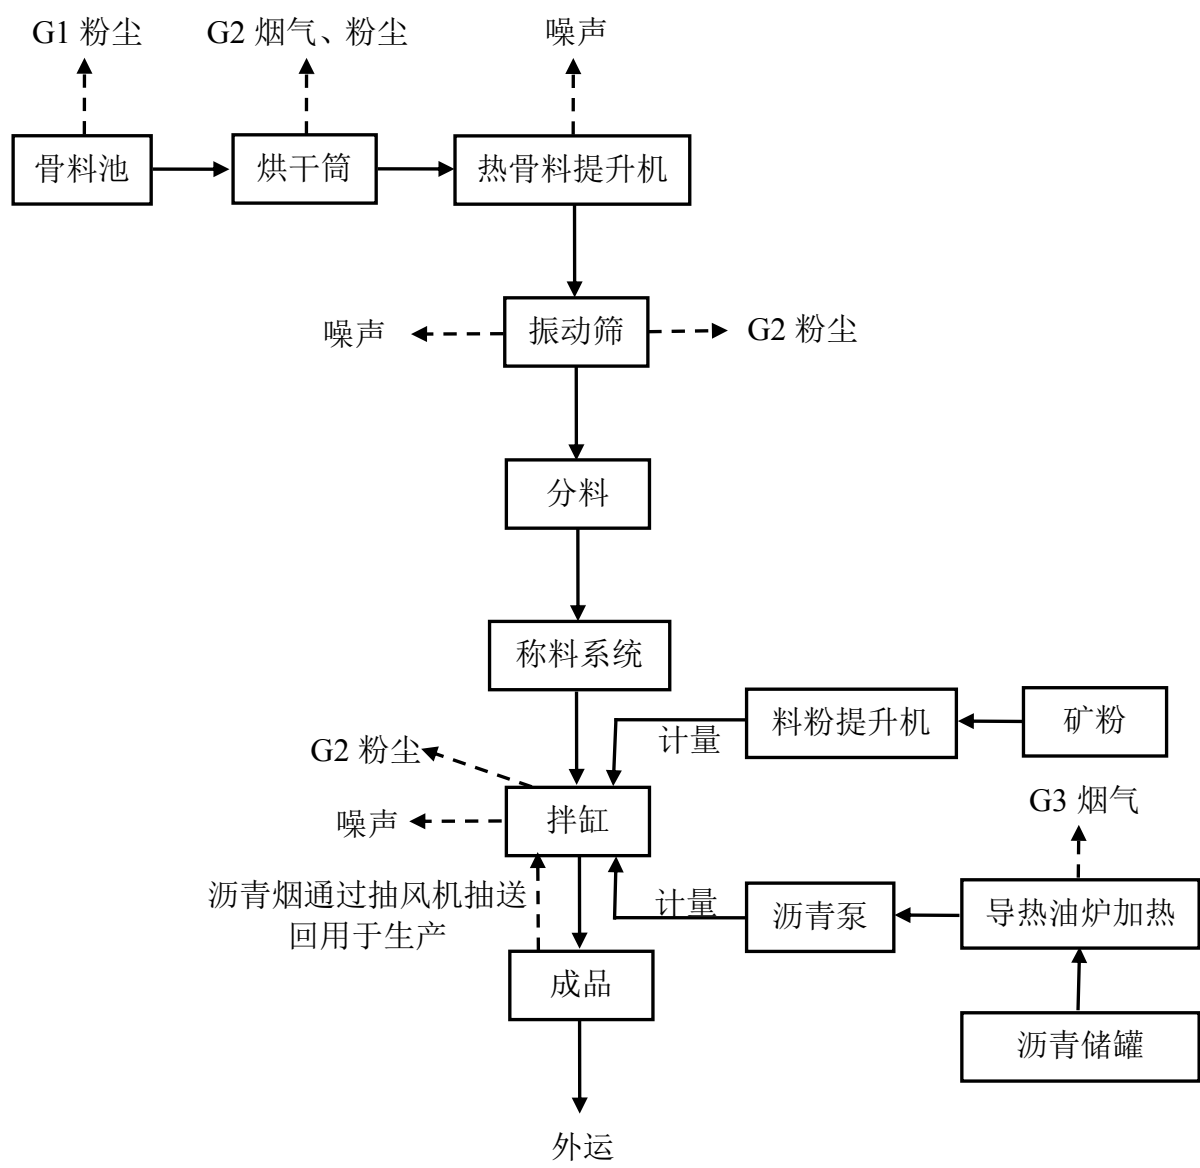 G1 粉尘
G2 烟气、粉尘
噪声
骨料池
烘干筒
热骨料提升机
噪声
振动筛
G2 粉尘
分料
称料系统
料粉提升机
矿粉
计量
G2 粉尘
噪声
拌缸
G3 烟气
沥青烟通过抽风机抽送
回用于生产
计量
沥青泵
导热油炉加热
成品
沥青储罐
外运